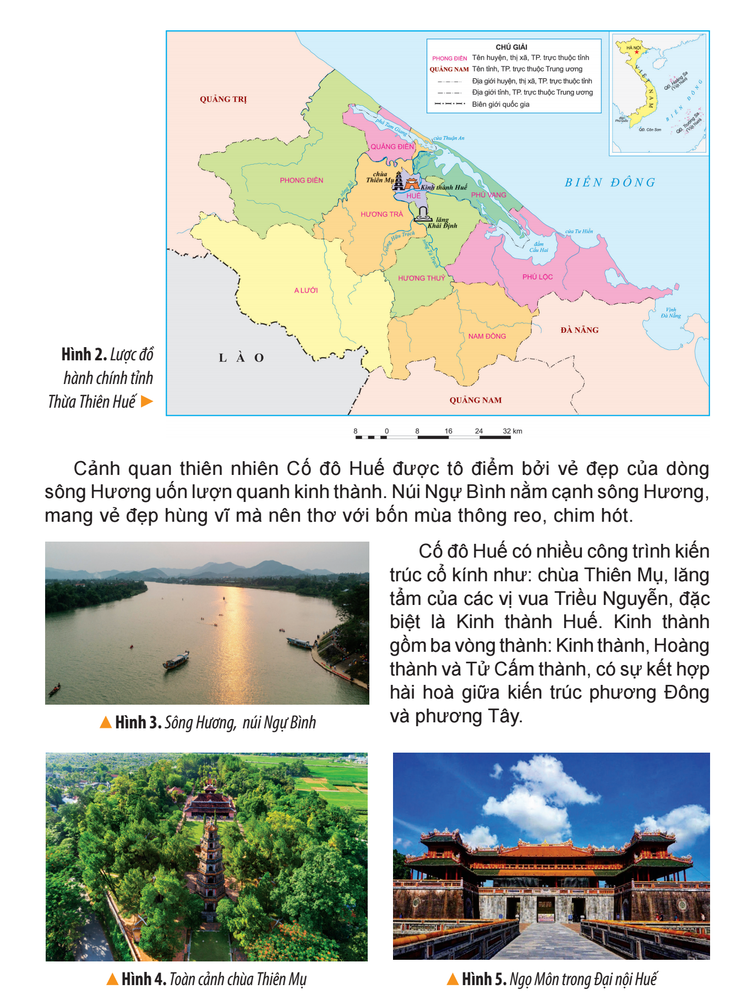 CHÚ GIẢI
PHONG ĐIỀN Tên huyện, thị xã, TP. trực thuộc tỉnh
QUẢNG NAM Tên tỉnh, TP. trực thuộc Trung ương
Địa giới huyện, thị xã, TP. trực thuộc tỉnh
Địa giới tỉnh, TP. trực thuộc Trung ương
Biên giới quốc gia
HÀ NỘI
VIỆT NAM
QĐ. Hoàng Sa
(Việt Nam)
BIỂN ĐÔNG
đảo
Phú Quốc
QĐ. Côn Sơn
QĐ. Trường Sa
(Việt Nam)
QUẢNG TRỊ
phá Tam Giang
cửa Thuận An
QUẢNG ĐIỀN
sông Hương
chùa
Thiên Mụ
PHONG ĐIỀN
sông Bồ
Kinh thành Huế
BIỂN ĐÔNG
HUẾ
PHÚ VANG
HƯƠNG TRÀ
lăng
Khải Định
cửa Tư Hiền
sông Hữu Trạch
sông Tả Trạch
đầm
Cầu Hai
HƯƠNG THUỶ
PHÚ LỘC
A LƯỚI
Vịnh
Đà Nẵng
ĐÀ NẴNG
NAM ĐÔNG
LÀO
QUẢNG NAM
Hình 2. Lược đồ
hành chính tỉnh
Thừa Thiên Huế
8 0 8 16 24 32 km
Cảnh quan thiên nhiên Cố đô Huế được tô điểm bởi vẻ đẹp của dòng
sông Hương uốn lượn quanh kinh thành. Núi Ngự Bình nằm cạnh sông Hương,
mang vẻ đẹp hùng vĩ mà nên thơ với bốn mùa thông reo, chim hót.
Cố đô Huế có nhiều công trình kiến
trúc cổ kính như: chùa Thiên Mụ, lăng
tẩm của các vị vua Triều Nguyễn, đặc
biệt là Kinh thành Huế. Kinh thành
gồm ba vòng thành: Kinh thành, Hoàng
thành và Tử Cấm thành, có sự kết hợp
hài hoà giữa kiến trúc phương Đông
và phương Tây.
Hình 3. Sông Hương, núi Ngự Bình
Hình 4. Toàn cảnh chùa Thiên Mụ
Hình 5. Ngọ Môn trong Đại nội Huế